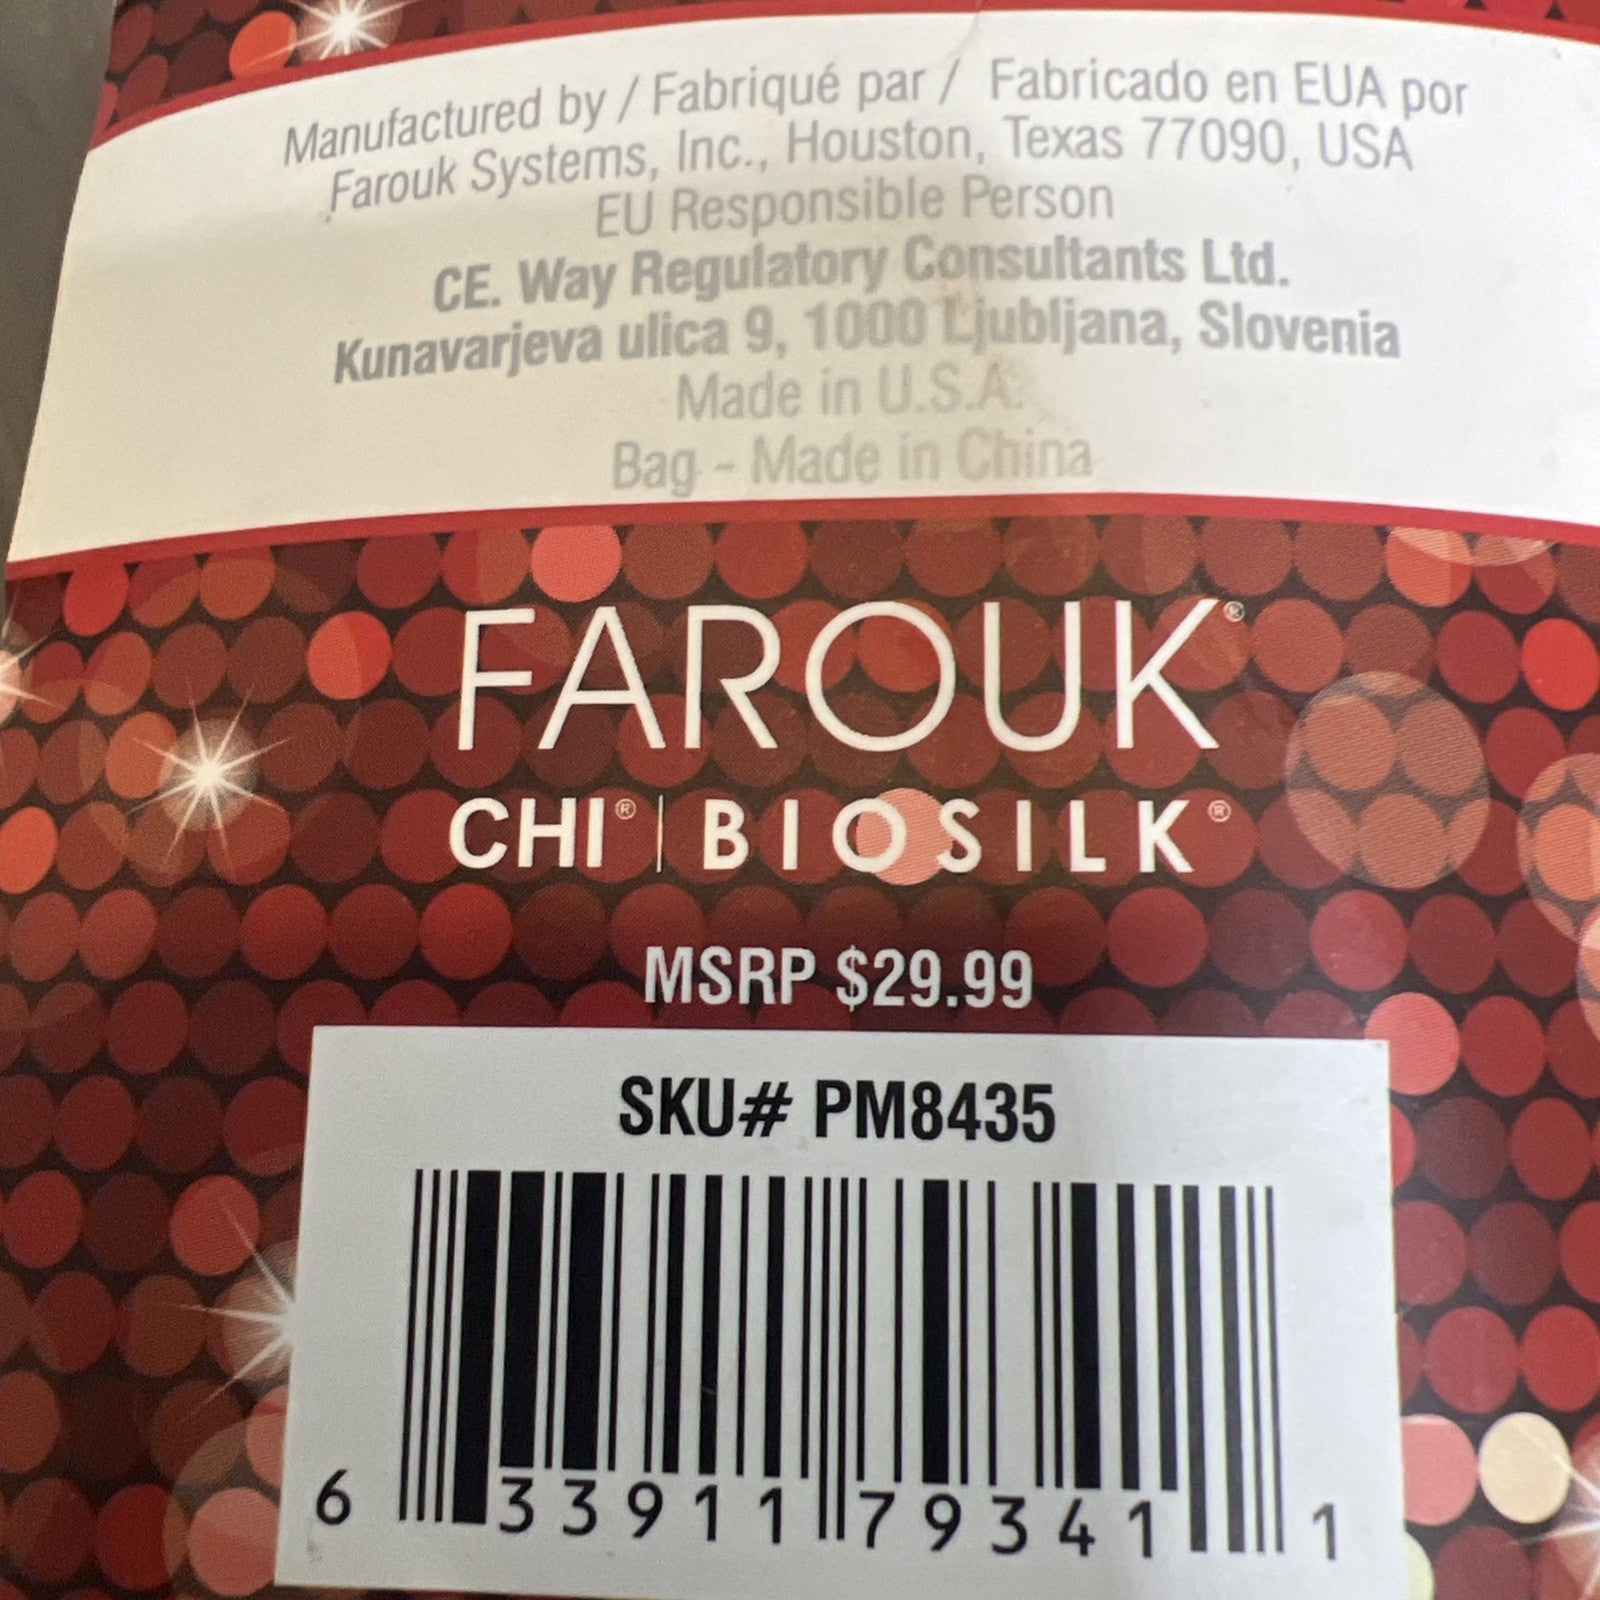 Manufactured by / Fabriqué par / Fabricado en EUA por
Farouk Systems, Inc., Houston, Texas 77090, USA
EU Responsible Person
CE. Way Regulatory Consultants Ltd.
Kunavarjeva ulica 9, 1000 Ljubljana, Slovenia
Made in U.S.A.
Bag - Made in China
FAROUK®
CHI® | BIOSILK®
MSRP $29.99
SKU# PM8435
6 33911 79341 1